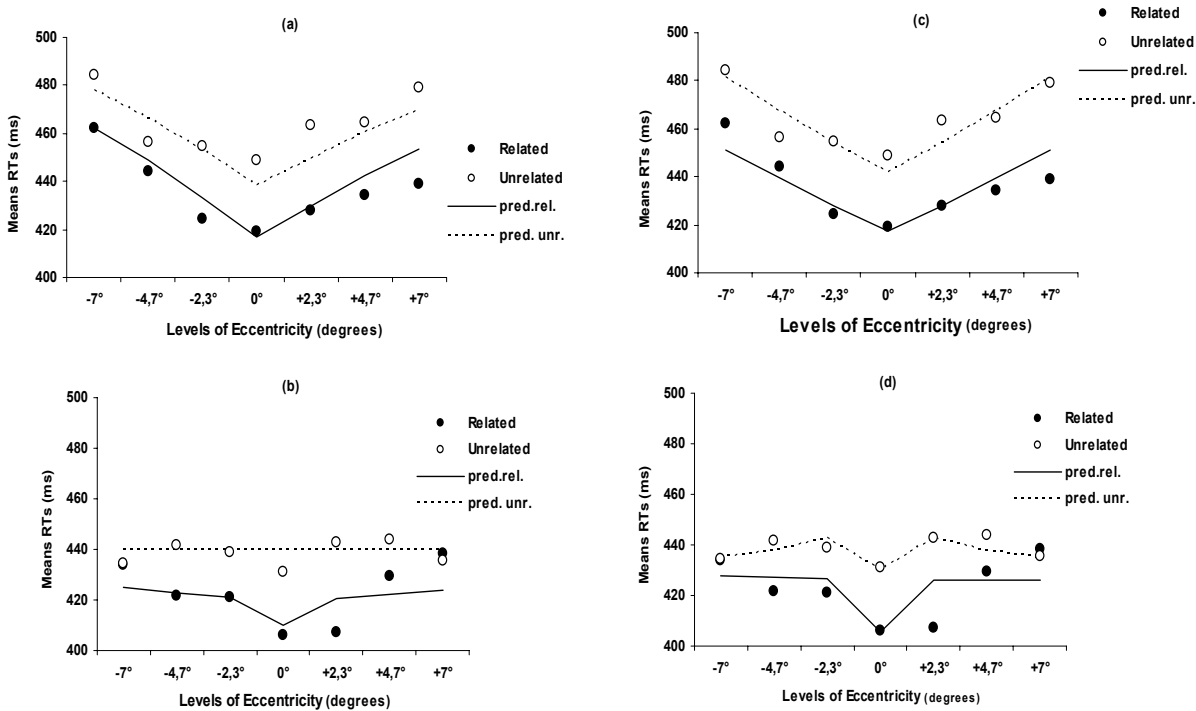 (a)
500
480
460
440
420
400
Means RTs (ms)
-7° -4,7° -2,3° 0° +2,3° +4,7° +7°
Levels of Eccentricity (degrees)
Related
Unrelated
pred.rel.
pred. unr.
(c)
500
480
460
440
420
400
Means RTs (ms)
-7° -4,7° -2,3° 0° +2,3° +4,7° +7°
Levels of Eccentricity (degrees)
Related
Unrelated
pred.rel.
pred. unr.
(b)
500
480
460
440
420
400
Means RTs (ms)
-7° -4,7° -2,3° 0° +2,3° +4,7° +7°
Levels of Eccentricity (degrees)
Related
Unrelated
pred.rel.
pred. unr.
(d)
500
480
460
440
420
400
Means RTs (ms)
-7° -4,7° -2,3° 0° +2,3° +4,7° +7°
Levels of Eccentricity (degrees)
Related
Unrelated
pred.rel.
pred. unr.